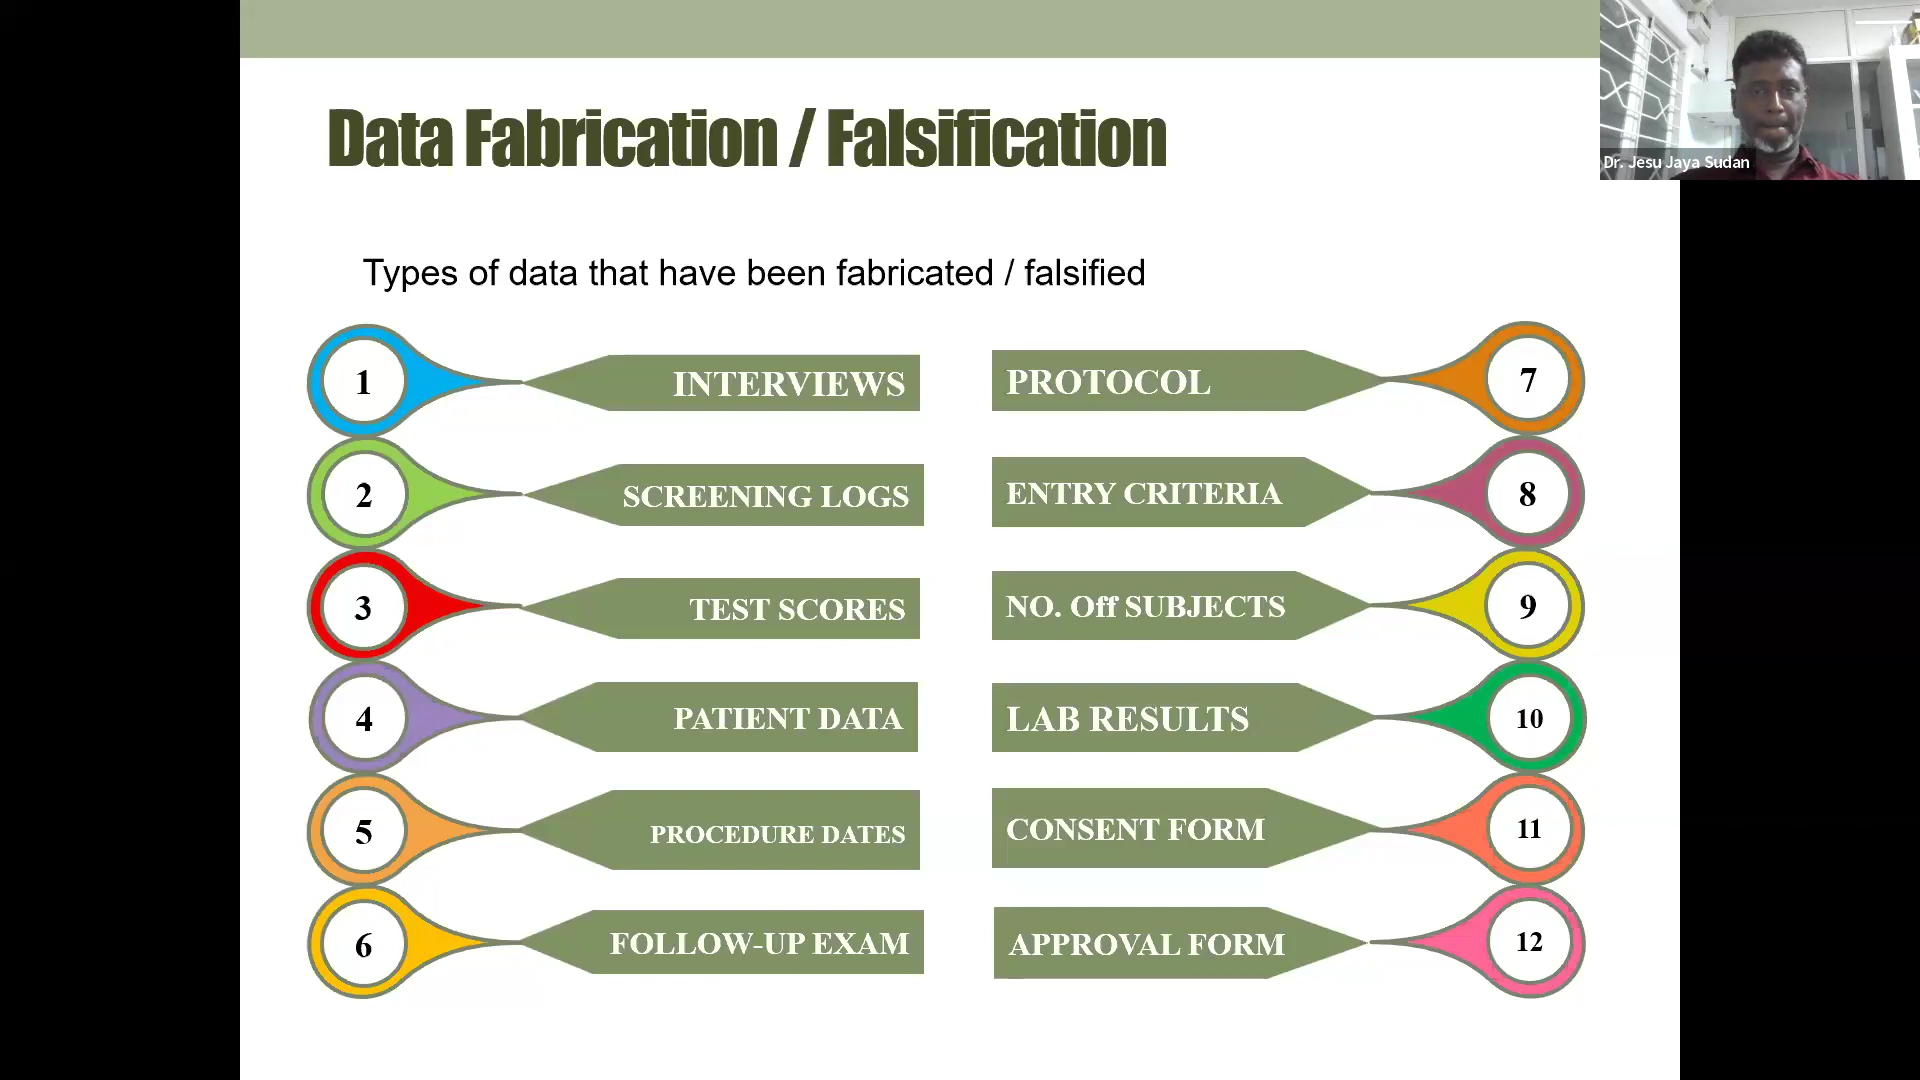 Data Fabrication / Falsification
Dr. Jesu Jaya Sudan
Types of data that have been fabricated / falsified
1 INTERVIEWS
2 SCREENING LOGS
3 TEST SCORES
4 PATIENT DATA
5 PROCEDURE DATES
6 FOLLOW-UP EXAM
PROTOCOL 7
ENTRY CRITERIA 8
NO. Off SUBJECTS 9
LAB RESULTS 10
CONSENT FORM 11
APPROVAL FORM 12